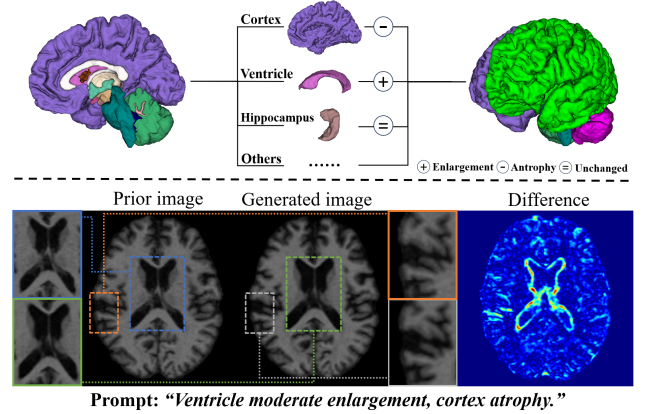 Cortex
−
Ventricle
+
Hippocampus
=
Others ......
+ Enlargement − Antrophy = Unchanged
Prior image Generated image Difference
Prompt: “Ventricle moderate enlargement, cortex atrophy.”